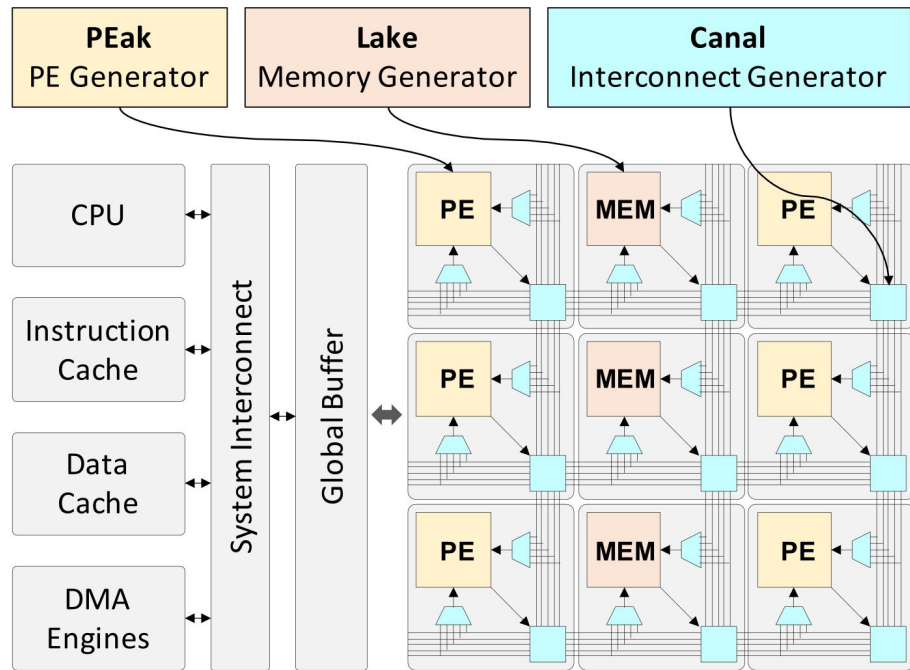 PEak
PE Generator
Lake
Memory Generator
Canal
Interconnect Generator
CPU
Instruction
Cache
Data
Cache
DMA
Engines
System Interconnect
Global Buffer
PE
MEM
PE
PE
MEM
PE
PE
MEM
PE